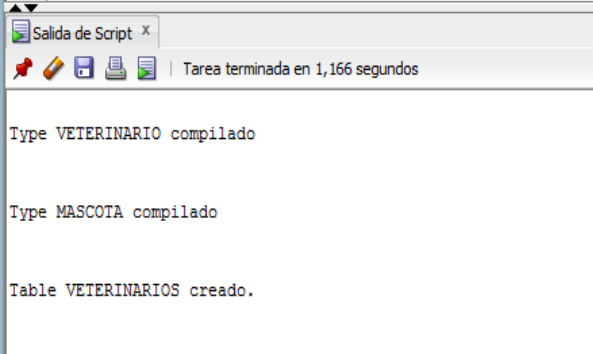 Salida de Script x
Tarea terminada en 1,166 segundos
Type VETERINARIO compilado
Type MASCOTA compilado
Table VETERINARIOS creado.